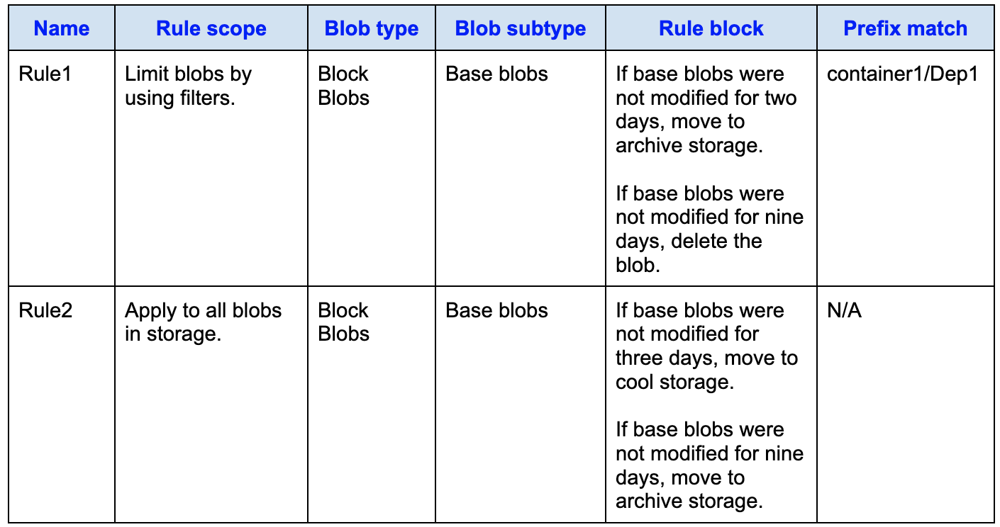 Name Rule scope Blob type Blob subtype Rule block Prefix match
Rule1 Limit blobs by Block Base blobs If base blobs were container1/Dep1
using filters. Blobs not modified for two
days, move to
archive storage.
If base blobs were
not modified for nine
days, delete the
blob.
Rule2 Apply to all blobs Block Base blobs If base blobs were N/A
in storage. Blobs not modified for
three days, move to
cool storage.
If base blobs were
not modified for nine
days, move to
archive storage.